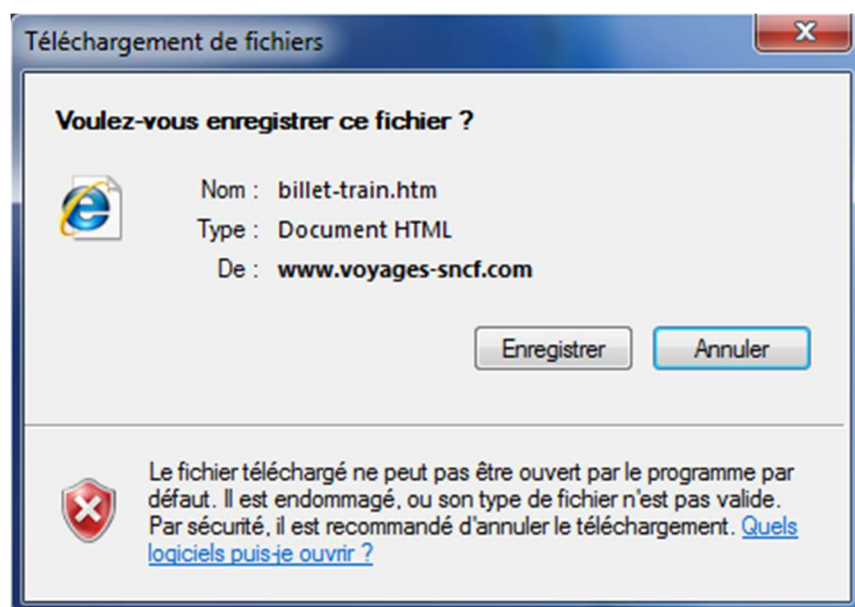 Téléchargement de fichiers
Voulez-vous enregistrer ce fichier ?
Nom : billet-train.htm
Type : Document HTML
De : www.voyages-sncf.com
Enregistrer Annuler
Le fichier téléchargé ne peut pas être ouvert par le programme par
défaut. Il est endommagé, ou son type de fichier n'est pas valide.
Par sécurité, il est recommandé d'annuler le téléchargement. Quels
logiciels puis-je ouvrir ?